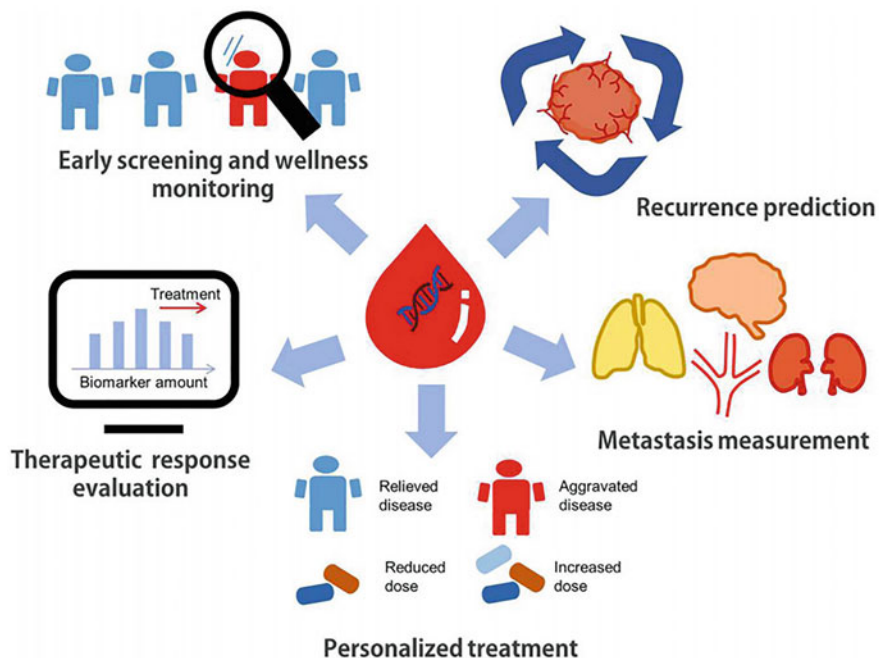 Early screening and wellness
monitoring
Recurrence prediction
Treatment
Biomarker amount
Therapeutic response
evaluation
Metastasis measurement
Relieved
disease
Aggravated
disease
Reduced
dose
Increased
dose
Personalized treatment